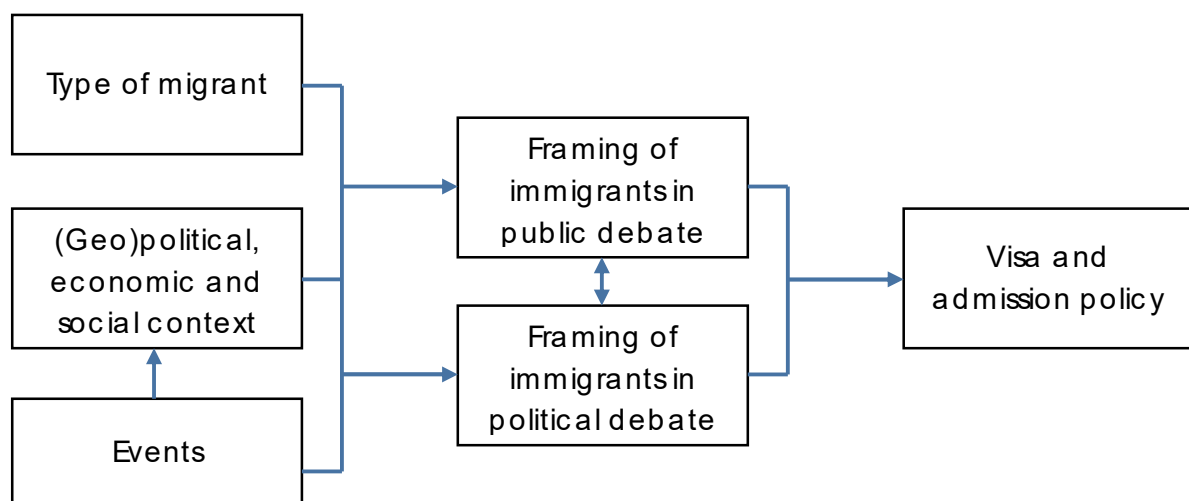 Type of migrant
(Geo)political,
economic and
social context
Events
Framing of
immigrants in
public debate
Framing of
immigrants in
political debate
Visa and
admission policy